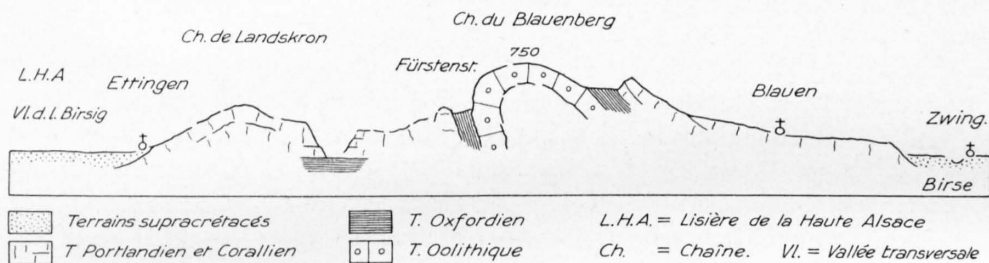 Ch. du Blauenberg
Ch. de Landskron
750
L.H.A
Ettingen
Fürstenst.
Vl.d.l. Birsig
Blauen
Zwing.
Birse
Terrains supracrétacés
T. Oxfordien
L.H.A. = Lisière de la Haute Alsace
T Portlandien et Corallien
T. Oolithique
Ch. = Chaîne. Vl. = Vallée transversale